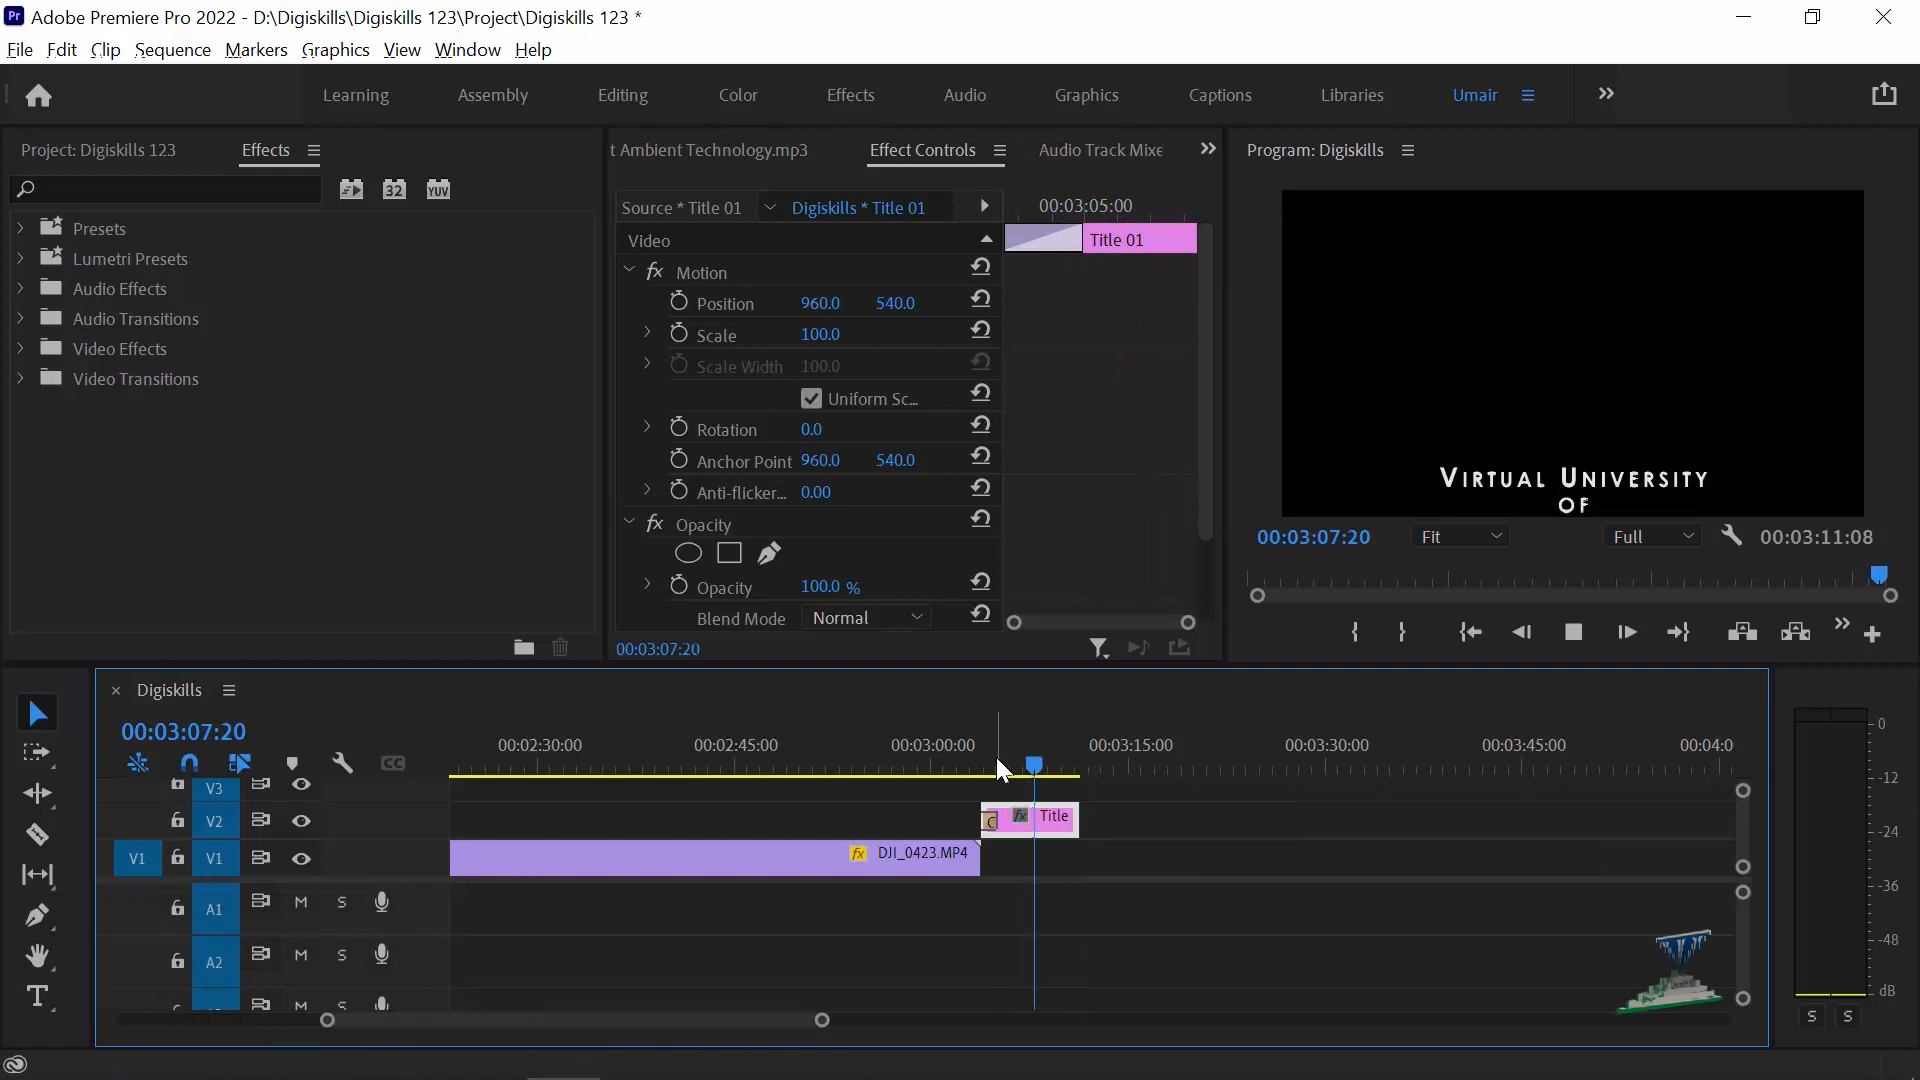 Adobe Premiere Pro 2022 - D:\Digiskills\Digiskills 123\Project\Digiskills 123 *
File Edit Clip Sequence Markers Graphics View Window Help
Learning Assembly Editing Color Effects Audio Graphics Captions Libraries Umair
Project: Digiskills 123 Effects
32 YUV
Presets
Lumetri Presets
Audio Effects
Audio Transitions
Video Effects
Video Transitions
t Ambient Technology.mp3 Effect Controls Audio Track Mixe
Source * Title 01 Digiskills * Title 01 00:03:05:00
Video Title 01
fx Motion
Position 960.0 540.0
Scale 100.0
Scale Width 100.0
Uniform Sc...
Rotation 0.0
Anchor Point 960.0 540.0
Anti-flicker... 0.00
fx Opacity
Opacity 100.0 %
Blend Mode Normal
00:03:07:20
Program: Digiskills
VIRTUAL UNIVERSITY
OF
00:03:07:20 Fit Full 00:03:11:08
Digiskills
00:03:07:20
00:02:30:00 00:02:45:00 00:03:00:00 00:03:15:00 00:03:30:00 00:03:45:00 00:04:0
CC
V3
V2 C fx Title
V1 V1 fx DJI_0423.MP4
A1 M S
A2 M S
M S
0
-12
-24
-36
-48
dB
S S